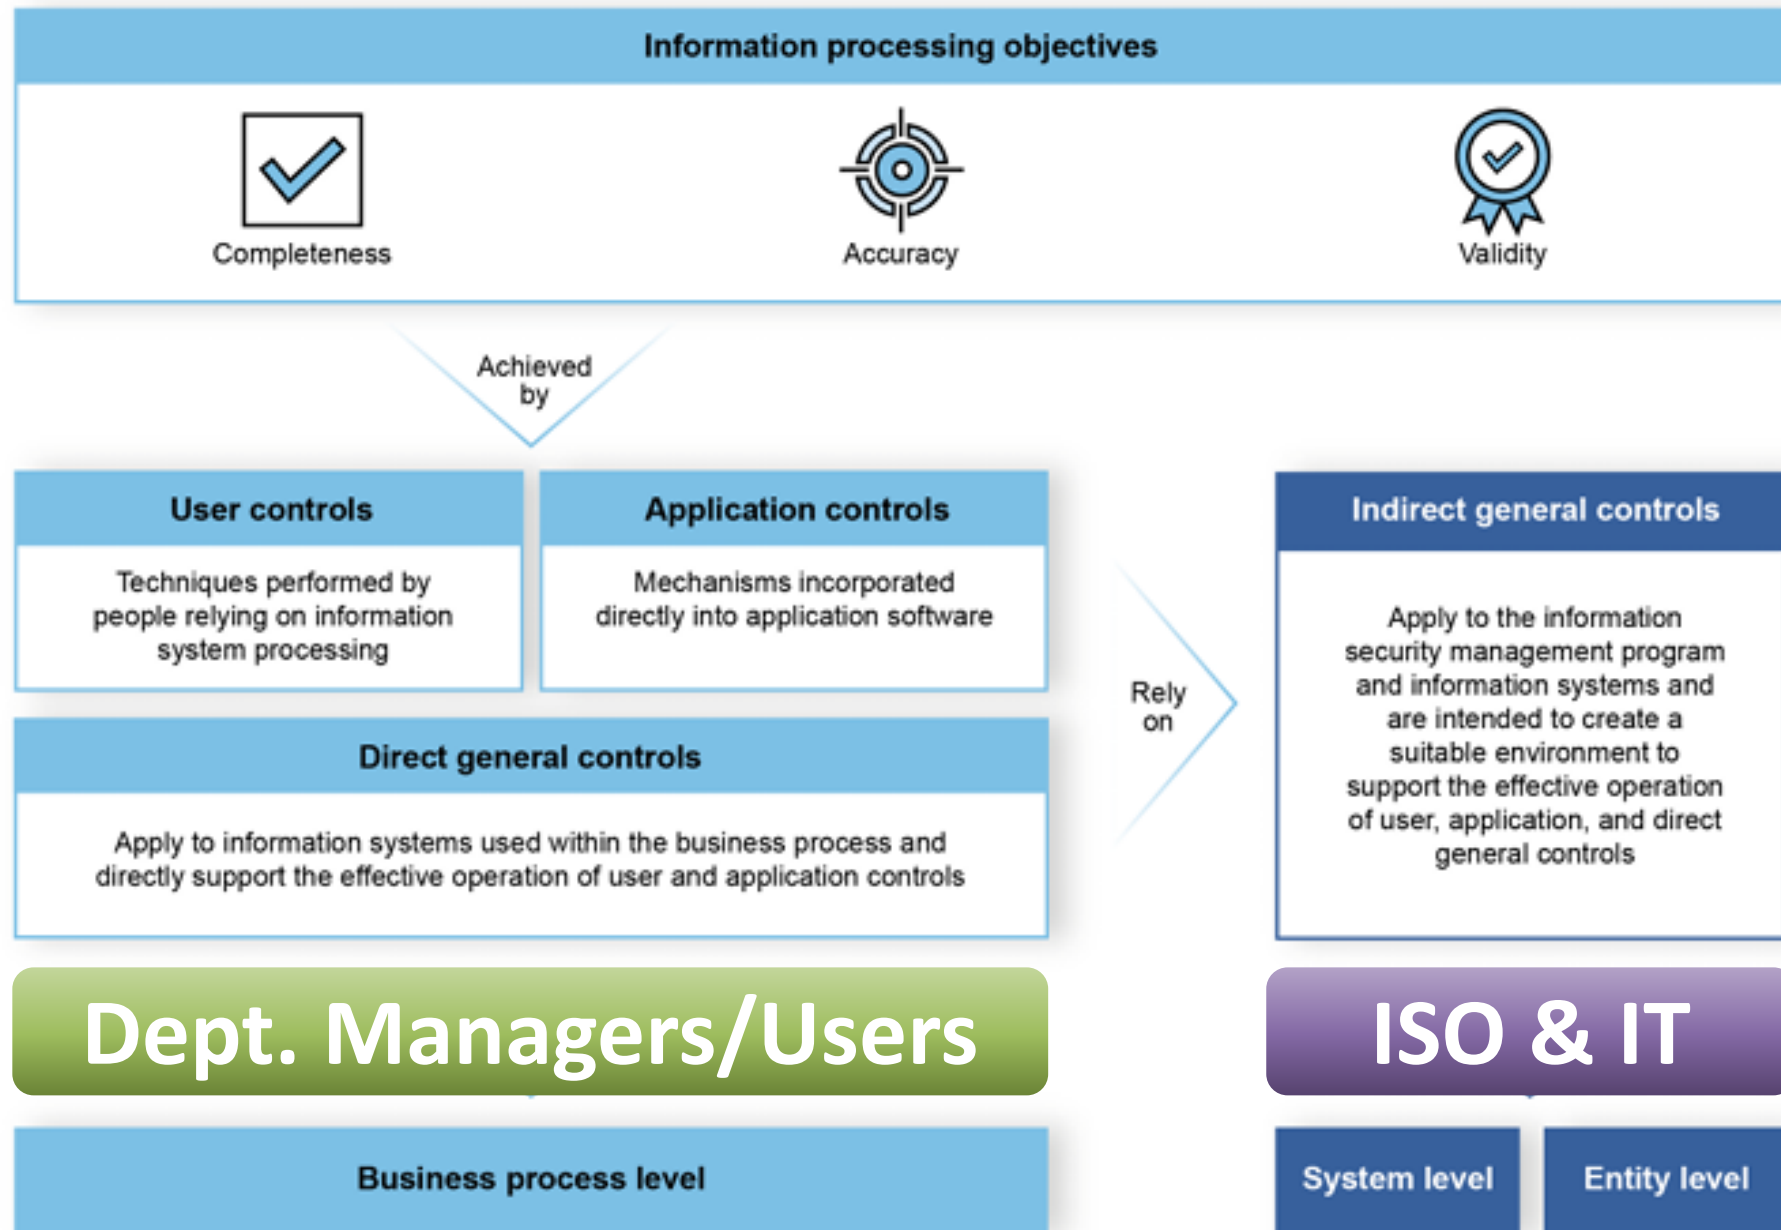 Information processing objectives
Completeness
Accuracy
Validity
Achieved
by
User controls
Techniques performed by
people relying on information
system processing
Application controls
Mechanisms incorporated
directly into application software
Direct general controls
Apply to information systems used within the business process and
directly support the effective operation of user and application controls
Rely
on
Indirect general controls
Apply to the information
security management program
and information systems and
are intended to create a
suitable environment to
support the effective operation
of user, application, and direct
general controls
Dept. Managers/Users
ISO & IT
Business process level
System level
Entity level